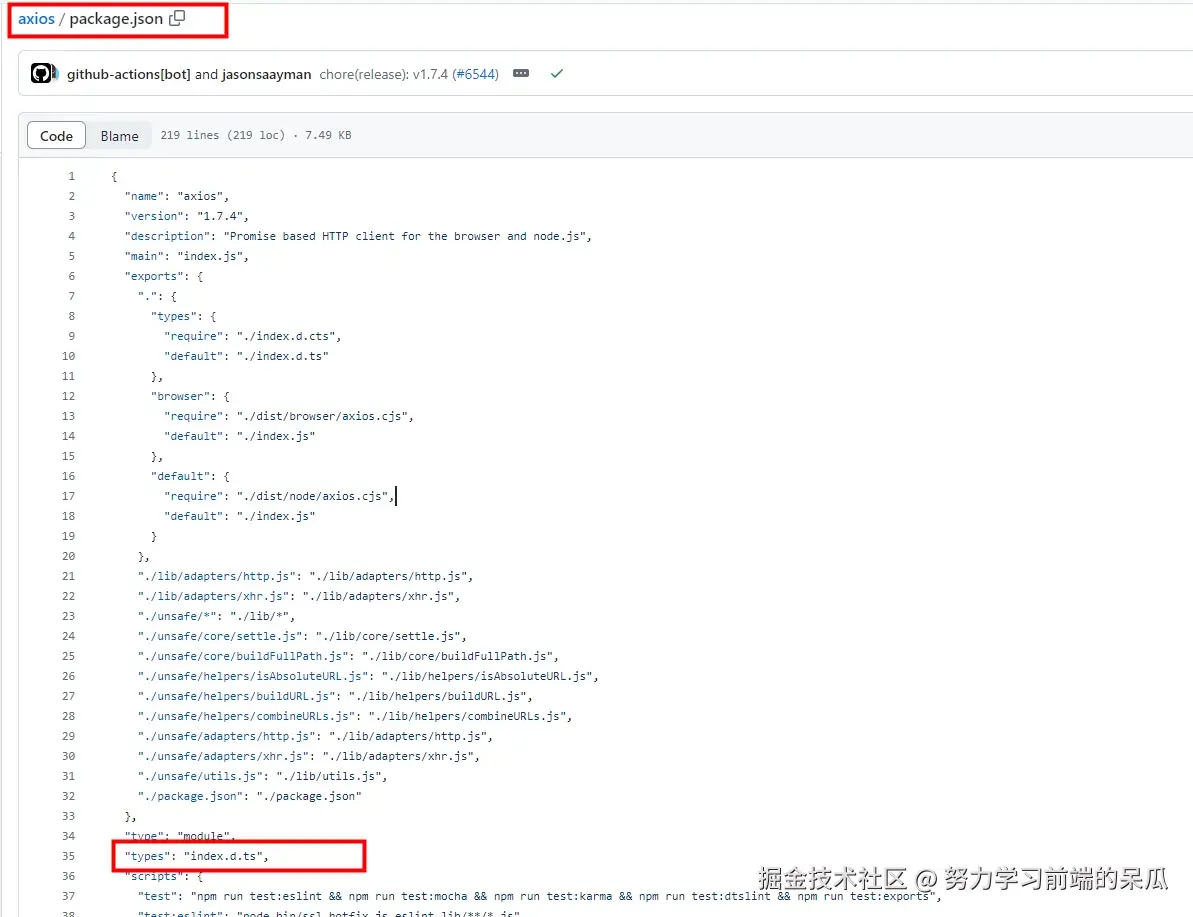 axios / package.json
github-actions[bot] and jasonsaayman chore(release): v1.7.4 (#6544)
Code Blame 219 lines (219 loc) · 7.49 KB
1 {
2 "name": "axios",
3 "version": "1.7.4",
4 "description": "Promise based HTTP client for the browser and node.js",
5 "main": "index.js",
6 "exports": {
7 ".": {
8 "types": {
9 "require": "./index.d.cts",
10 "default": "./index.d.ts"
11 },
12 "browser": {
13 "require": "./dist/browser/axios.cjs",
14 "default": "./index.js"
15 },
16 "default": {
17 "require": "./dist/node/axios.cjs",
18 "default": "./index.js"
19 }
20 },
21 "./lib/adapters/http.js": "./lib/adapters/http.js",
22 "./lib/adapters/xhr.js": "./lib/adapters/xhr.js",
23 "./unsafe/*": "./lib/*",
24 "./unsafe/core/settle.js": "./lib/core/settle.js",
25 "./unsafe/core/buildFullPath.js": "./lib/core/buildFullPath.js",
26 "./unsafe/helpers/isAbsoluteURL.js": "./lib/helpers/isAbsoluteURL.js",
27 "./unsafe/helpers/buildURL.js": "./lib/helpers/buildURL.js",
28 "./unsafe/helpers/combineURLs.js": "./lib/helpers/combineURLs.js",
29 "./unsafe/adapters/http.js": "./lib/adapters/http.js",
30 "./unsafe/adapters/xhr.js": "./lib/adapters/xhr.js",
31 "./unsafe/utils.js": "./lib/utils.js",
32 "./package.json": "./package.json"
33 },
34 "type": "module",
35 "types": "index.d.ts",
36 "scripts": {
37 "test": "npm run test:eslint && npm run test:mocha && npm run test:karma && npm run test:dtslint && npm run test:exports",
38 "test:eslint": "node bin/ssl_hotfix.js eslint lib/**/*.js",
掘金技术社区 @ 努力学习前端的呆瓜